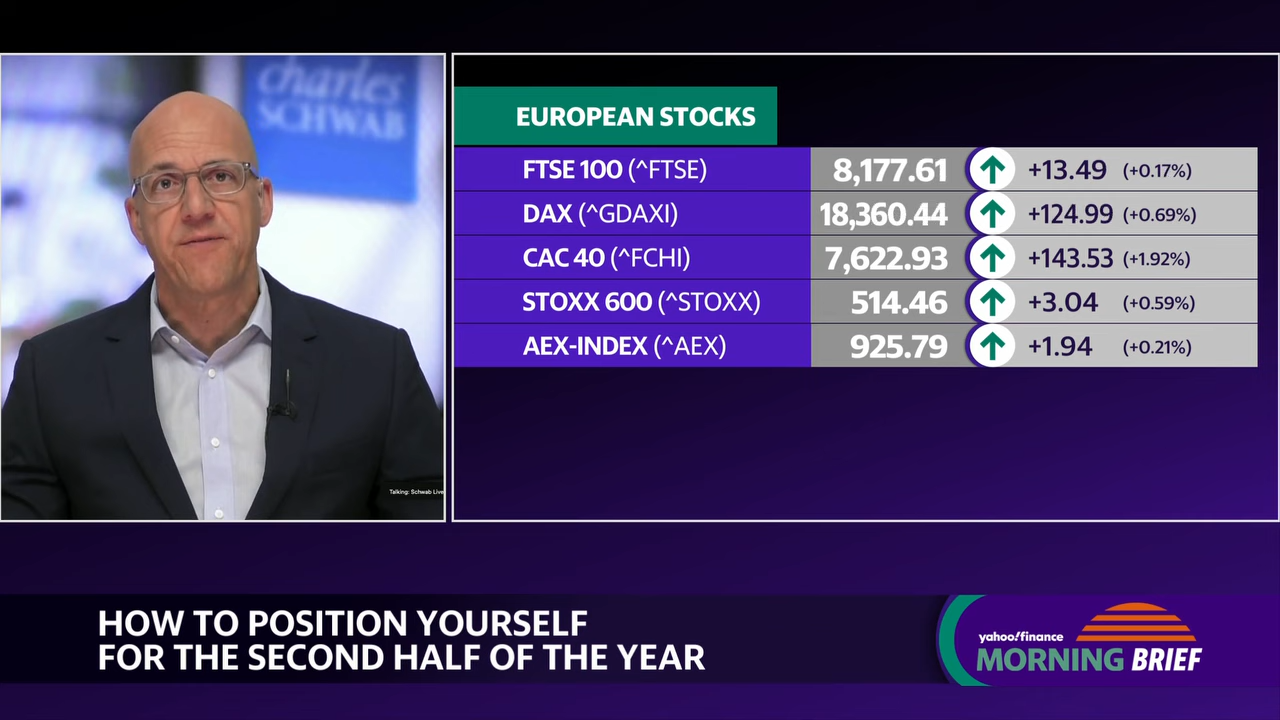 charles
SCHWAB
Talking: Schwab Live
EUROPEAN STOCKS
FTSE 100 (^FTSE) 8,177.61 +13.49 (+0.17%)
DAX (^GDAXI) 18,360.44 +124.99 (+0.69%)
CAC 40 (^FCHI) 7,622.93 +143.53 (+1.92%)
STOXX 600 (^STOXX) 514.46 +3.04 (+0.59%)
AEX-INDEX (^AEX) 925.79 +1.94 (+0.21%)
HOW TO POSITION YOURSELF
FOR THE SECOND HALF OF THE YEAR
yahoo!finance
MORNING BRIEF